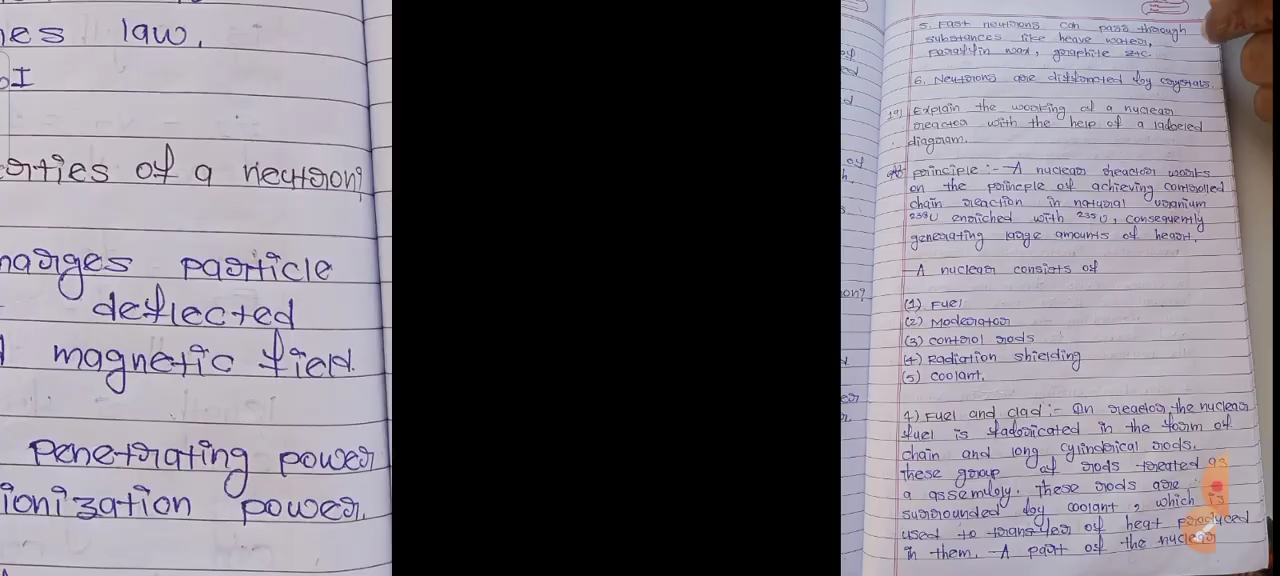 law.
I
of a neutron?
particle
deflected
magnetic field.
penetrating power
ionization power.
5. Fast neutrons can pass through
substances like heave waters,
paraffin wax, graphite etc
6. Neutrons are by crystals.
19) Explain the working of a nuclear
reactor with the help of a labeled
diagram.
principle :- A nuclear reactor works
on the principle of achieving controlled
chain reaction in natural uranium
238U enriched with 235U, consequently
generating large amounts of heart.
A nuclear consists of
(1) Fuel
(2) Moderator
(3) control rods
(4) Radiation shielding
(5) coolant.
1) Fuel and clad :- In reactor the nuclear
fuel is fabricated in the form of
chain and long cylinderical rods.
these group of rods treated as
a assembly. These rods are
surrounded by coolant, which is
used to transfer of heat produced
in them. A part of the nuclear